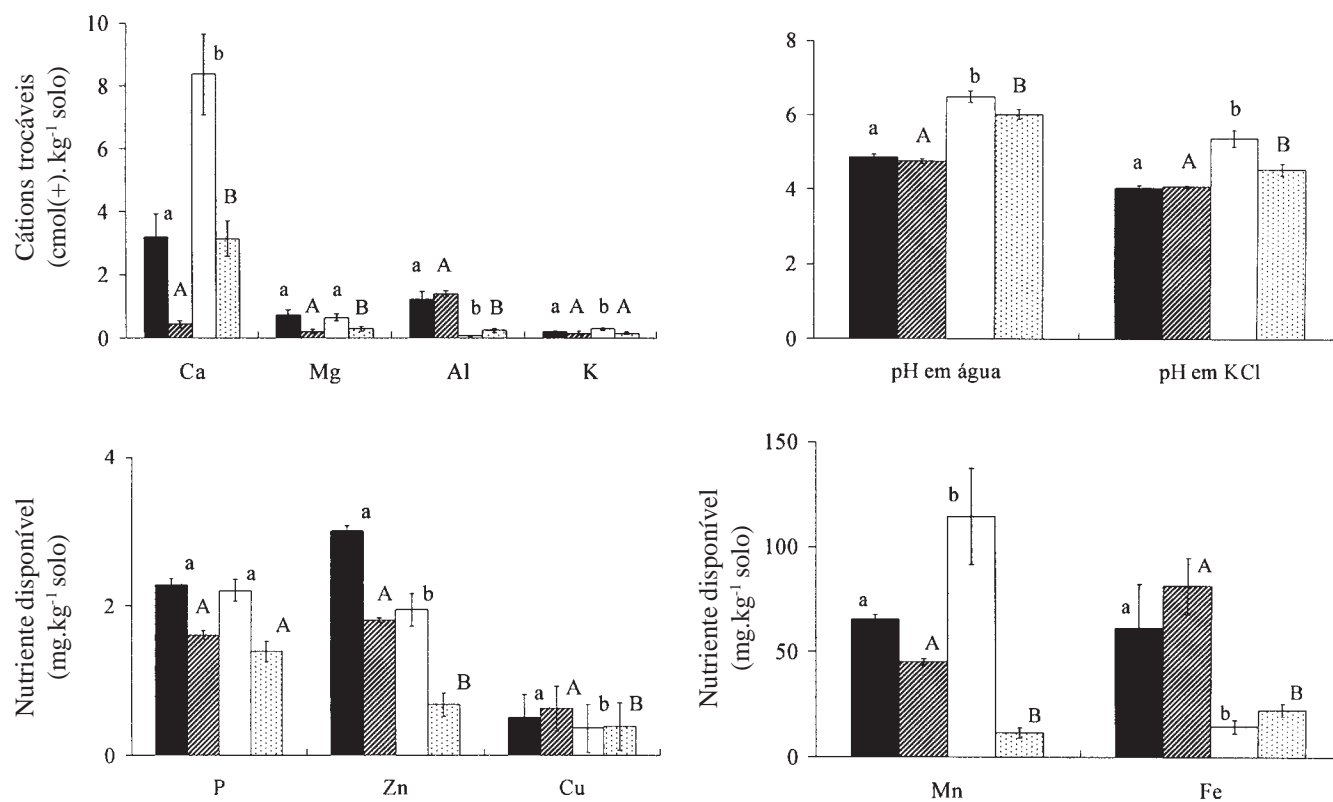 Cátions trocáveis
(cmol(+). kg⁻¹ solo)
10
8
6
4
2
0
a
A
b
B
a
A
a
B
a
A
b
B
a
A
b
A
Ca
Mg
Al
K
8
6
4
2
0
a
A
b
B
a
A
b
B
pH em água
pH em KCl
Nutriente disponível
(mg.kg⁻¹ solo)
4
2
0
a
A
a
A
a
A
b
B
a
A
b
B
P
Zn
Cu
Nutriente disponível
(mg.kg⁻¹ solo)
150
100
50
0
a
A
b
B
a
A
b
B
Mn
Fe